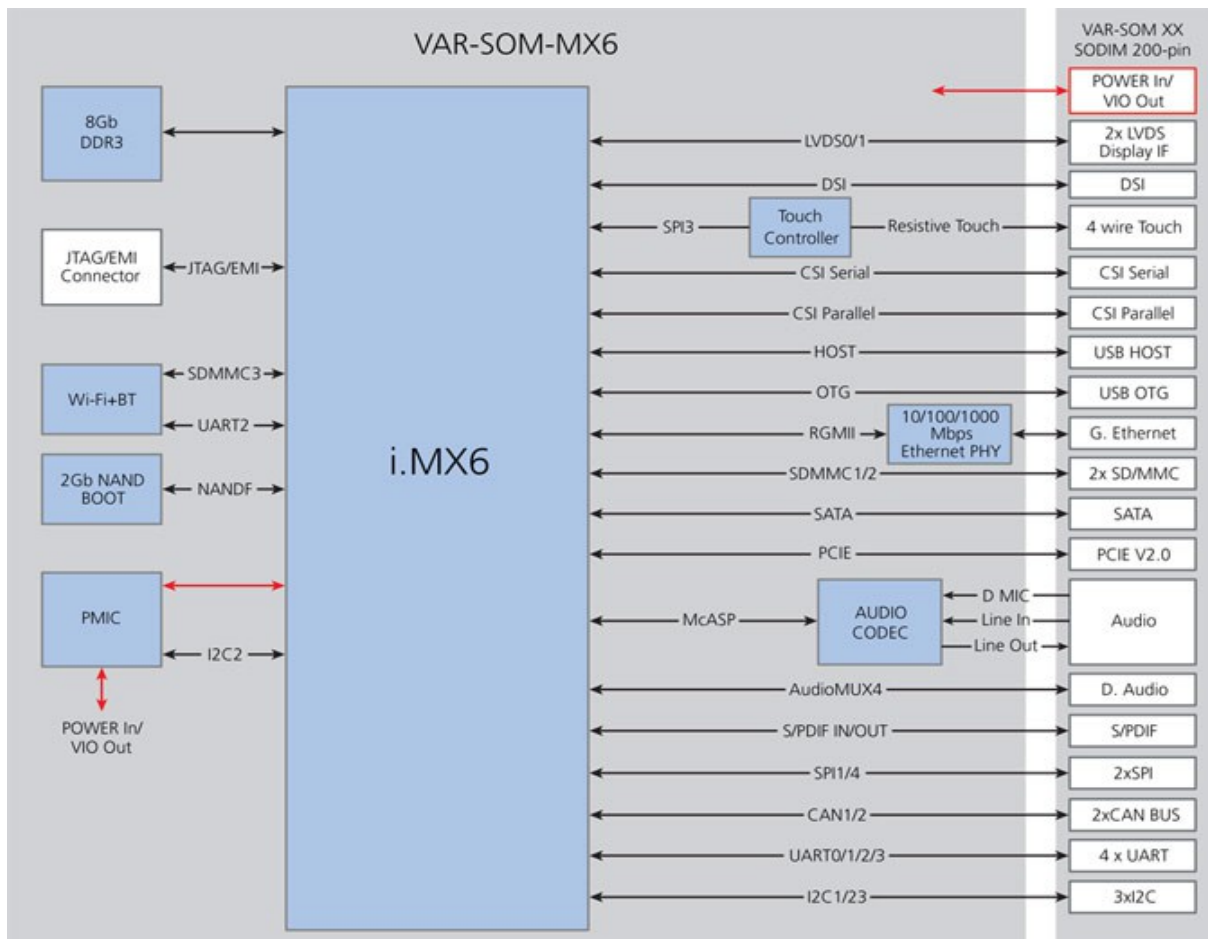 VAR-SOM-MX6
VAR-SOM XX
SODIM 200-pin
8Gb
DDR3
JTAG/EMI
Connector
JTAG/EMI
Wi-Fi+BT
SDMMC3
UART2
2Gb NAND
BOOT
NANDF
PMIC
I2C2
POWER In/
VIO Out
i.MX6
POWER In/
VIO Out
LVDS0/1
2x LVDS
Display IF
DSI
DSI
SPI3
Touch
Controller
Resistive Touch
4 wire Touch
CSI Serial
CSI Serial
CSI Parallel
CSI Parallel
HOST
USB HOST
OTG
USB OTG
RGMII
10/100/1000
Mbps
Ethernet PHY
G. Ethernet
SDMMC1/2
2x SD/MMC
SATA
SATA
PCIE
PCIE V2.0
McASP
AUDIO
CODEC
D MIC
Line In
Line Out
Audio
AudioMUX4
D. Audio
S/PDIF IN/OUT
S/PDIF
SPI1/4
2xSPI
CAN1/2
2xCAN BUS
UART0/1/2/3
4 x UART
I2C1/23
3xI2C